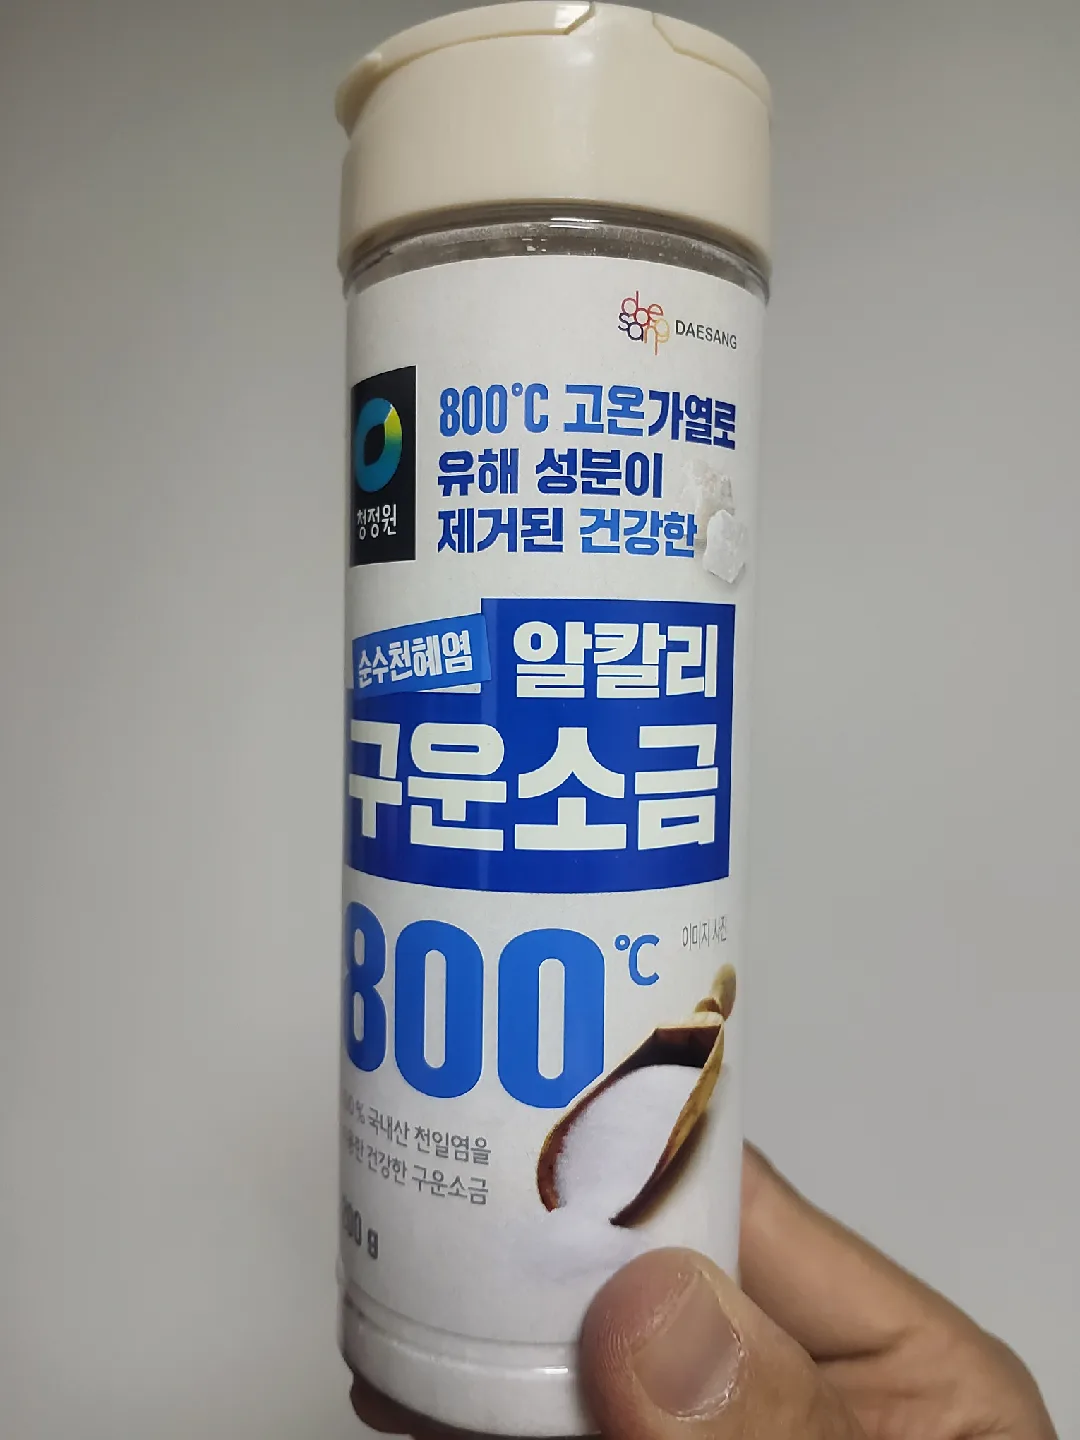 daesang DAESANG
청정원
800℃ 고온가열로
유해 성분이
제거된 건강한
순수천혜염 알칼리
구운소금
800℃
이미지 사진
% 국내산 천일염을
건강한 구운소금
g